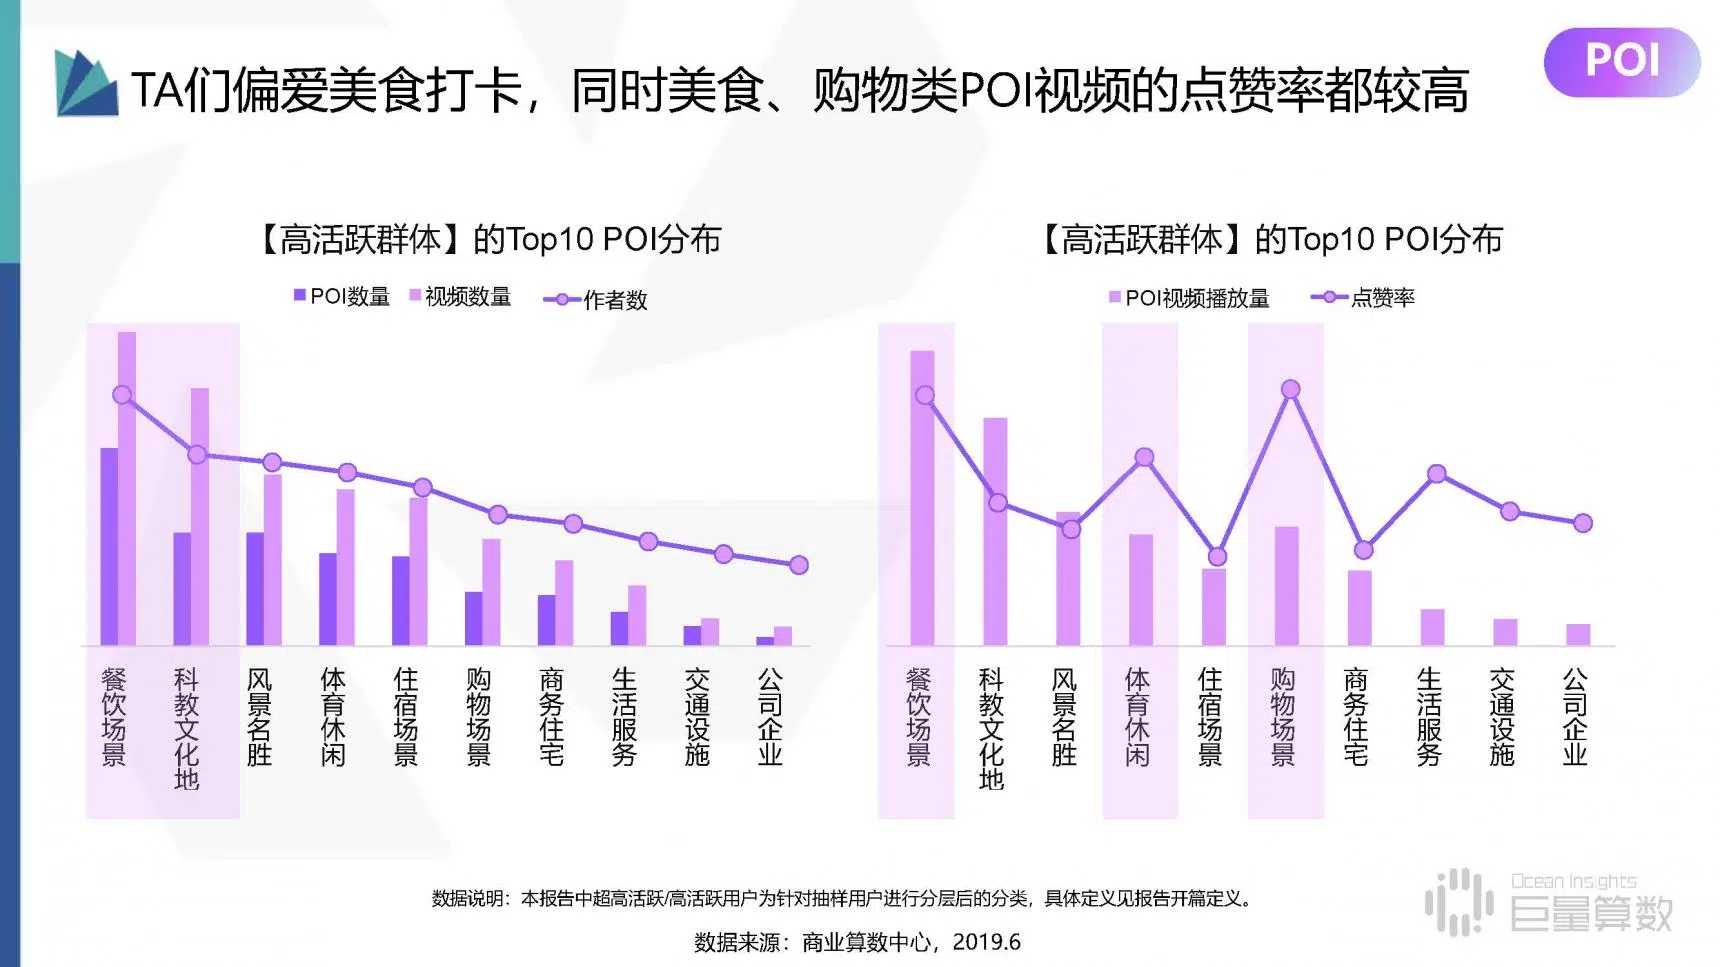 TA们偏爱美食打卡，同时美食、购物类POI视频的点赞率都较高
POI
【高活跃群体】的Top10 POI分布
POI数量 视频数量 作者数
餐饮场景
科教文化地
风景名胜
体育休闲
住宿场景
购物场景
商务住宅
生活服务
交通设施
公司企业
【高活跃群体】的Top10 POI分布
POI视频播放量 点赞率
餐饮场景
科教文化地
风景名胜
体育休闲
住宿场景
购物场景
商务住宅
生活服务
交通设施
公司企业
数据说明：本报告中超高活跃/高活跃用户为针对抽样用户进行分层后的分类，具体定义见报告开篇定义。
数据来源：商业算数中心，2019.6
Ocean Insights
巨量算数